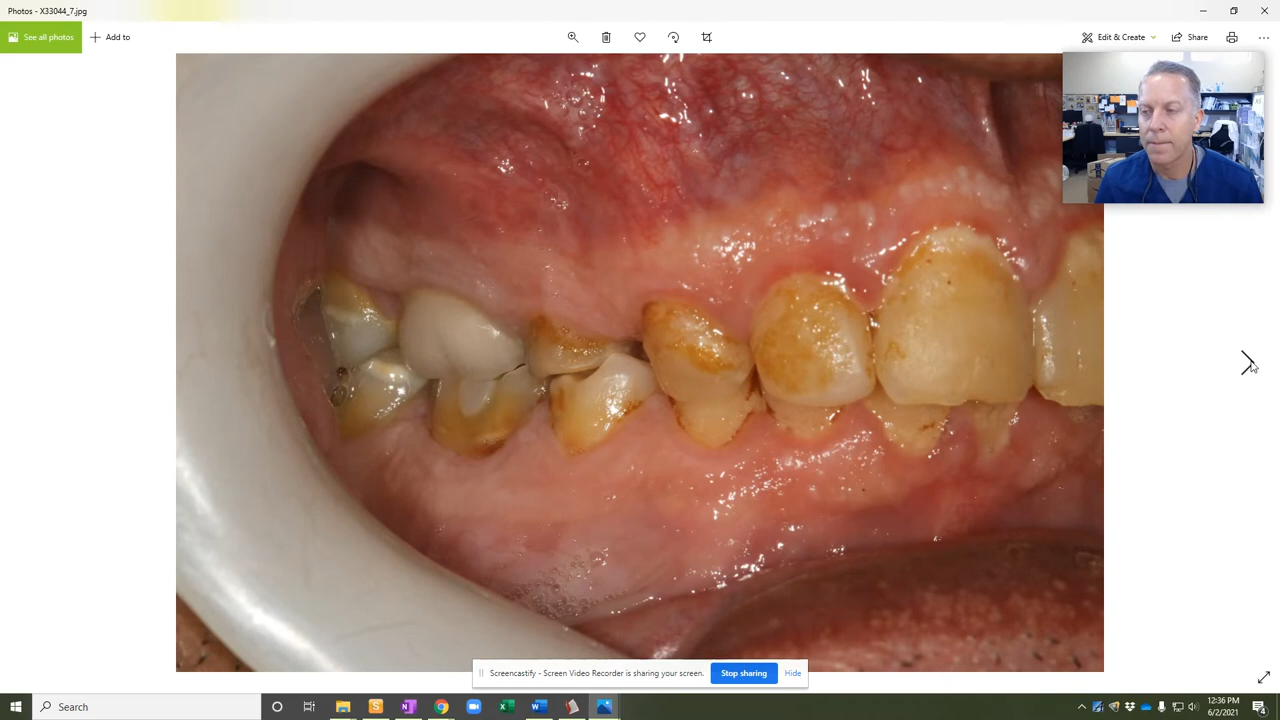 Photos - X33044_7.jpg
See all photos
Add to
Edit & Create
Share
Screencastify - Screen Video Recorder is sharing your screen.
Stop sharing
Hide
Search
12:36 PM
6/2/2021
4